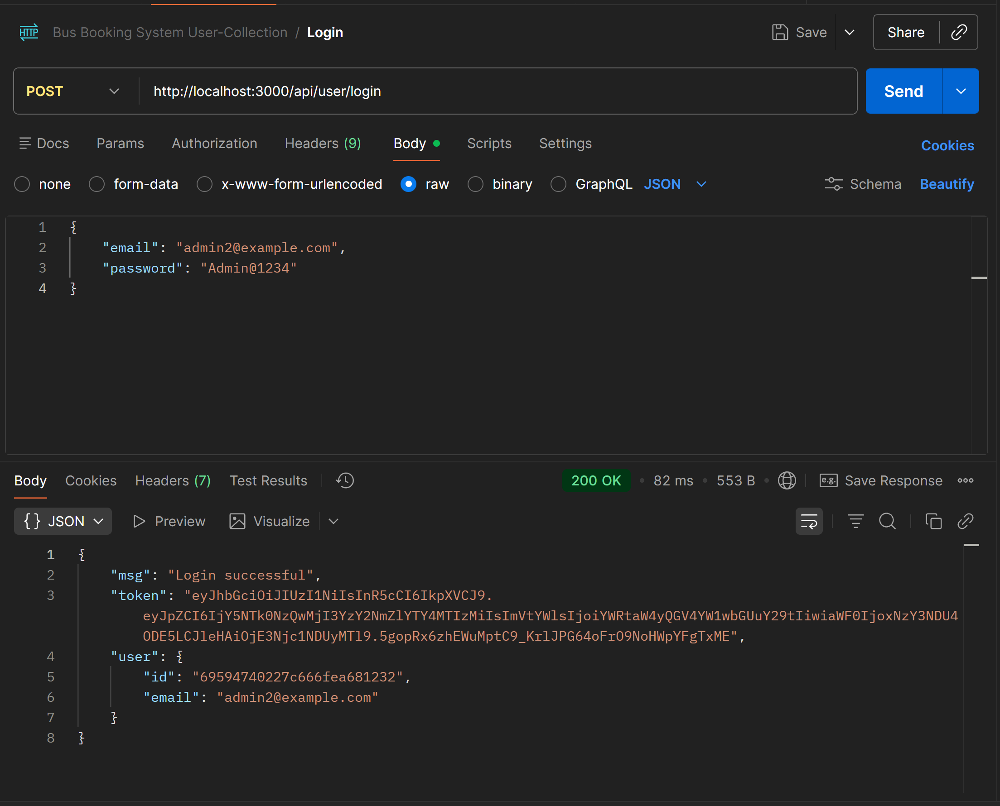 HTTP Bus Booking System User-Collection / Login Save Share
POST http://localhost:3000/api/user/login Send
Docs Params Authorization Headers (9) Body Scripts Settings Cookies
none form-data x-www-form-urlencoded raw binary GraphQL JSON Schema Beautify
1 {
2 "email": "admin2@example.com",
3 "password": "Admin@1234"
4 }
Body Cookies Headers (7) Test Results 200 OK • 82 ms • 553 B • e.g. Save Response
{ } JSON Preview Visualize
1 {
2 "msg": "Login successful",
3 "token": "eyJhbGciOiJIUzI1NiIsInR5cCI6IkpXVCJ9.
eyJpZCI6IjY5NTk0NzQwMjI3YzY2NmZlYTY4MTIzMiIsImVtYWlsIjoiYWRtaW4yQGV4YW1wbGUuY29tIiwiaWF0IjoxNzY3NDU4
ODE5LCJleHAiOjE3Njc1NDUyMTl9.5gopRx6zhEWuMptC9_KrlJPG64oFrO9NoHWpYFgTxME",
4 "user": {
5 "id": "69594740227c666fea681232",
6 "email": "admin2@example.com"
7 }
8 }